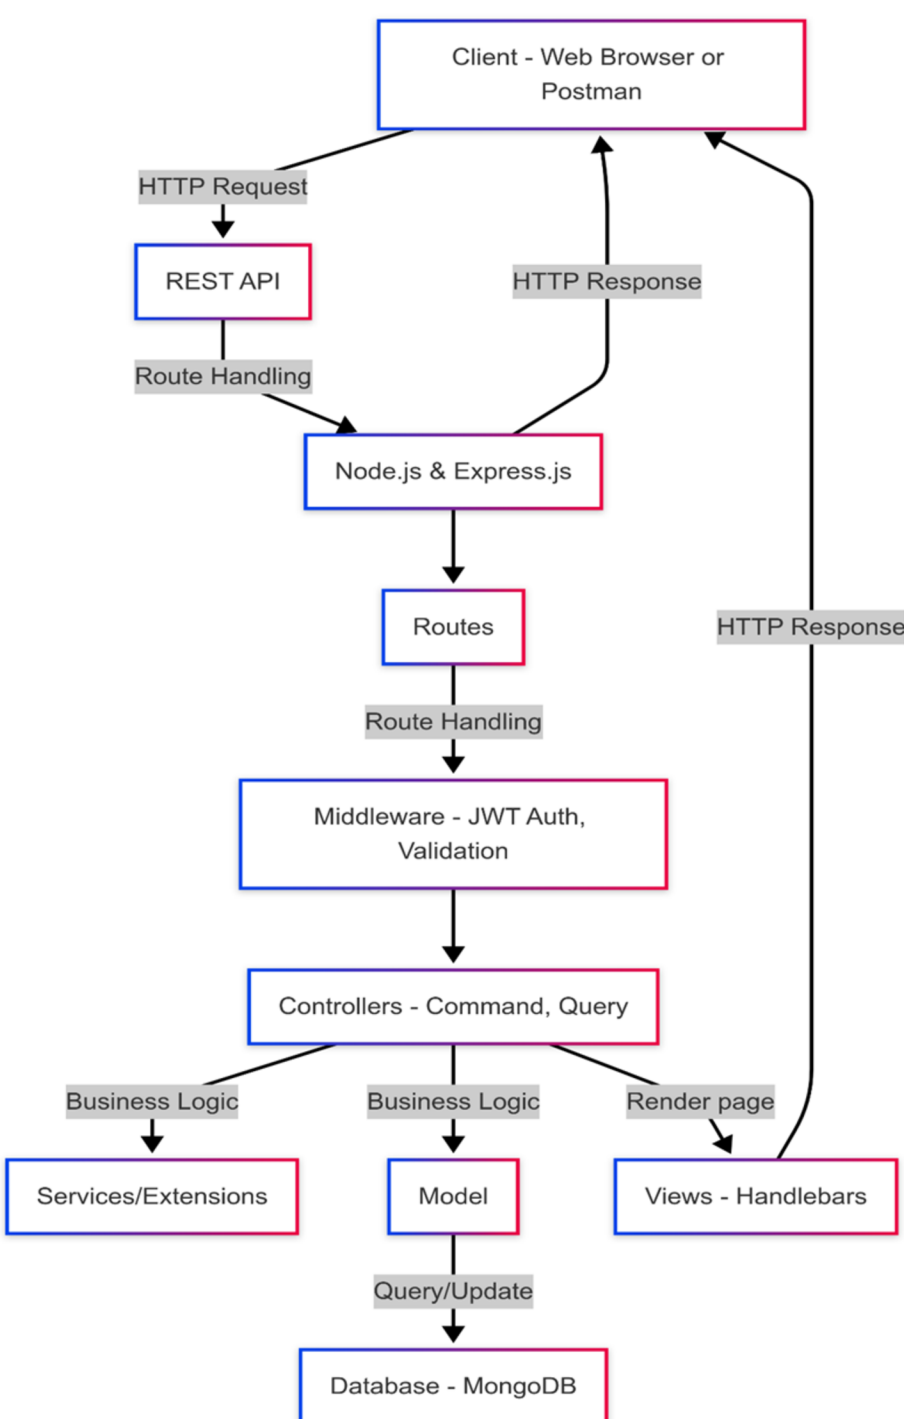 Client - Web Browser or
Postman
HTTP Request
REST API
HTTP Response
Route Handling
Node.js & Express.js
Routes
HTTP Response
Route Handling
Middleware - JWT Auth,
Validation
Controllers - Command, Query
Business Logic
Business Logic
Render page
Services/Extensions
Model
Views - Handlebars
Query/Update
Database - MongoDB